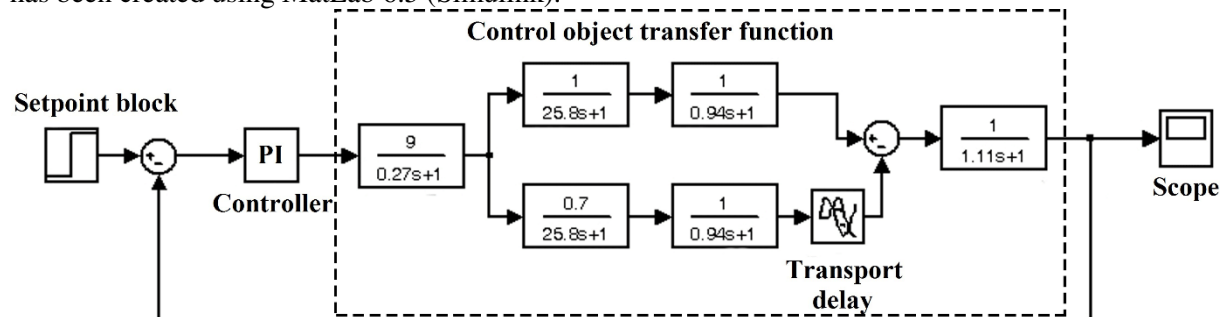 Control object transfer function
Setpoint block
1
25.8s+1
1
0.94s+1
PI
Controller
9
0.27s+1
1
1.11s+1
Scope
0.7
25.8s+1
1
0.94s+1
Transport
delay